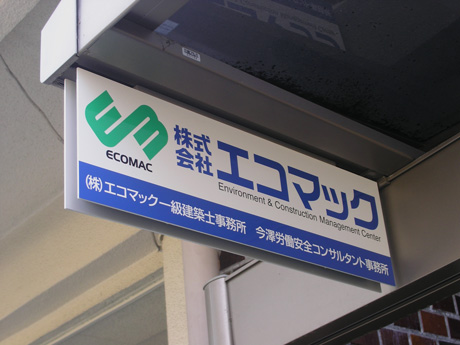 ECOMAC
株式
会社
エコマック
Environment & Construction Management Center
(株)エコマック一級建築士事務所 今澤労働安全コンサルタント事務所